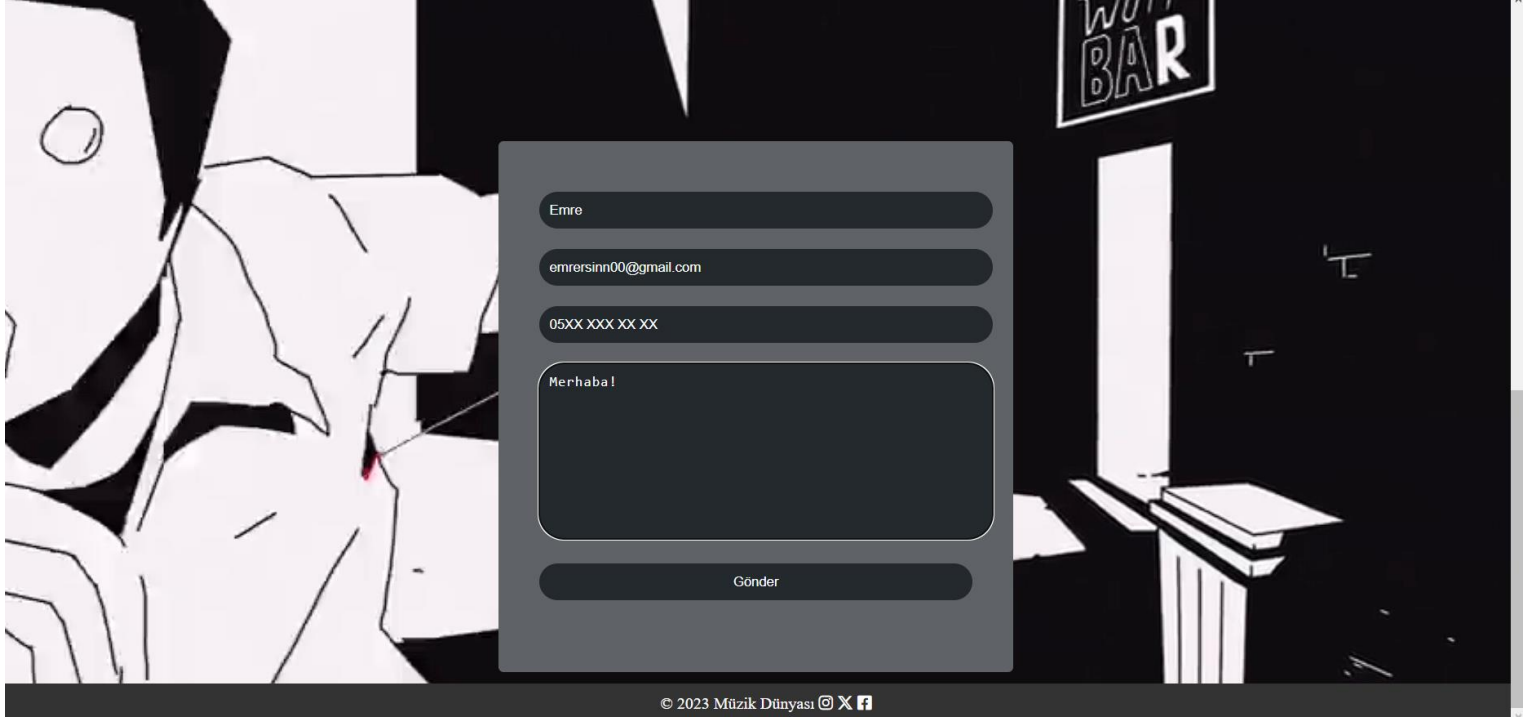 BAR
Emre
emrersinn00@gmail.com
05XX XXX XX XX
Merhaba!
Gönder
© 2023 Müzik Dünyası